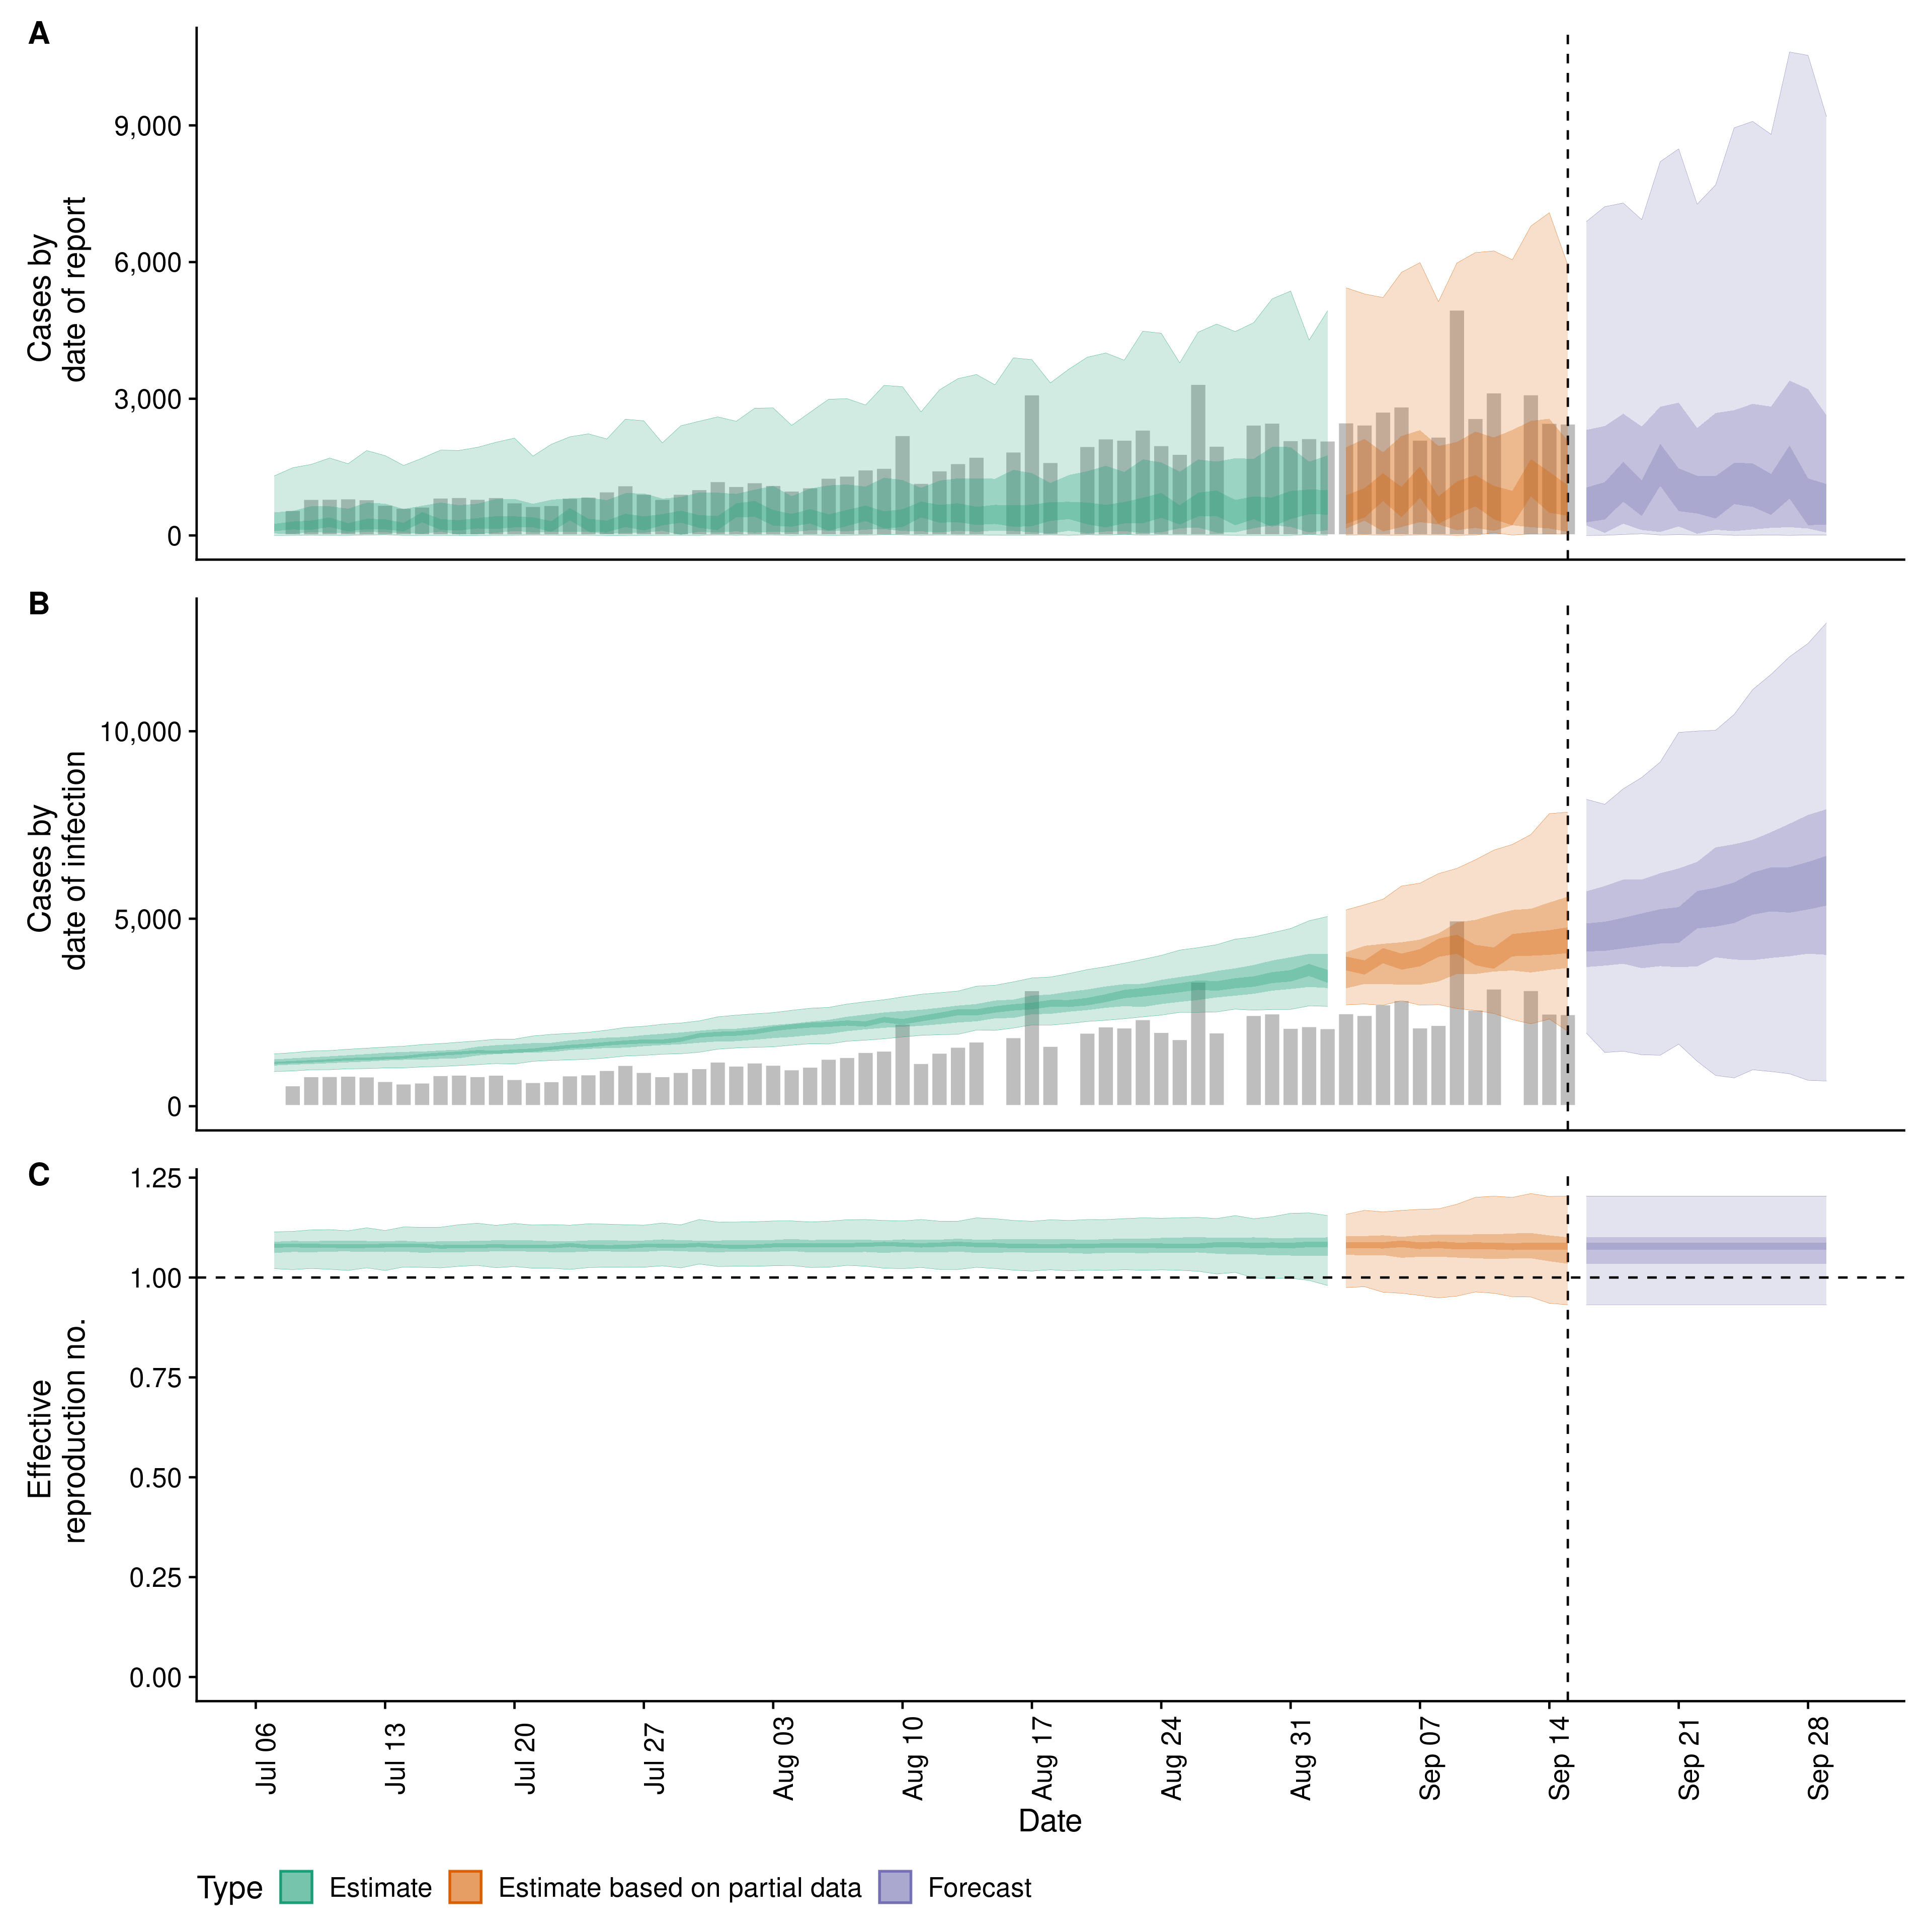 A
Cases by
date of report
9,000
6,000
3,000
0
B
Cases by
date of infection
10,000
5,000
0
C
Effective
reproduction no.
1.25
1.00
0.75
0.50
0.25
0.00
Jul 06
Jul 13
Jul 20
Jul 27
Aug 03
Aug 10
Aug 17
Aug 24
Aug 31
Sep 07
Sep 14
Sep 21
Sep 28
Date
Type Estimate Estimate based on partial data Forecast